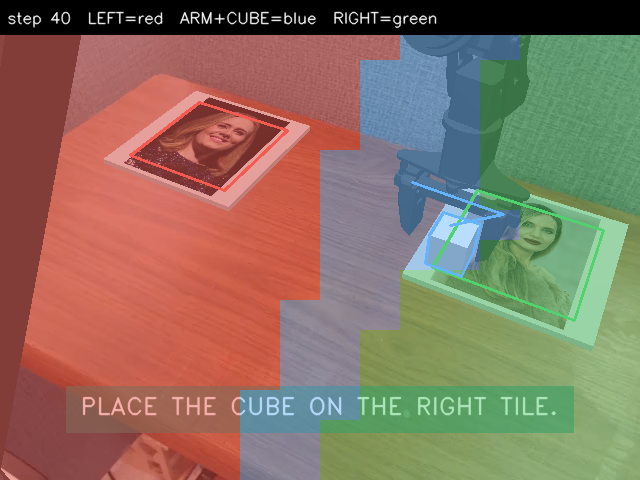 step 40 LEFT=red ARM+CUBE=blue RIGHT=green
PLACE THE CUBE ON THE RIGHT TILE.